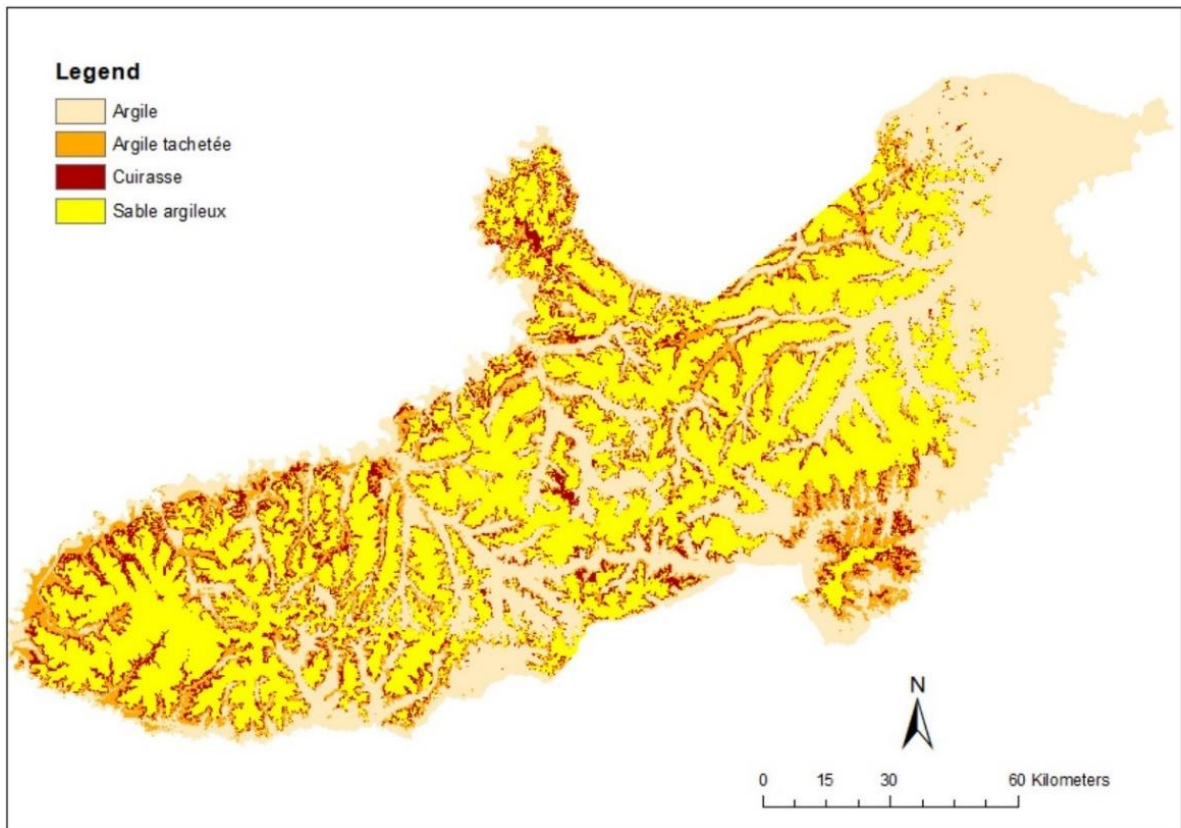 Legend
Argile
Argile tachetée
Cuirasse
Sable argileux
N
0 15 30 60 Kilometers